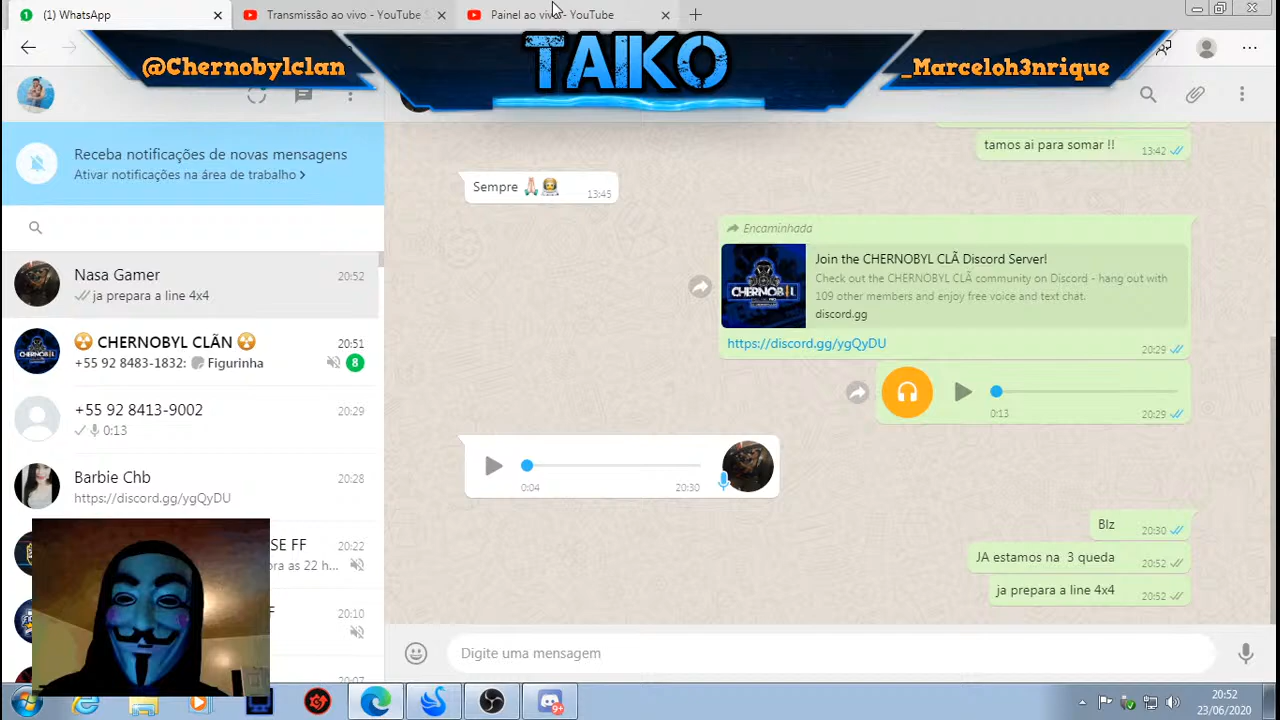 (1) WhatsApp
Transmissão ao vivo - YouTube S
Painel ao vivo - YouTube
@Chernobylclan
TAIKO
_Marceloh3nrique
Receba notificações de novas mensagens
Ativar notificações na área de trabalho >
Nasa Gamer
20:52
ja prepara a line 4x4
CHERNOBYL CLÃN
20:51
+55 92 8483-1832: Figurinha
8
+55 92 8413-9002
20:29
0:13
Barbie Chb
20:28
https://discord.gg/ygQyDU
SE FF
20:22
ora as 22 h...
F
20:10
20:07
tamos ai para somar !!
13:42
Sempre
13:45
Encaminhada
Join the CHERNOBYL CLÃ Discord Server!
Check out the CHERNOBYL CLÃ community on Discord - hang out with
109 other members and enjoy free voice and text chat.
discord.gg
CHERNOBIL
https://discord.gg/ygQyDU
20:29
0:13
20:29
0:04
20:30
Blz
20:30
JA estamos na 3 queda
20:52
ja prepara a line 4x4
20:52
Digite uma mensagem
9+
20:52
23/06/2020